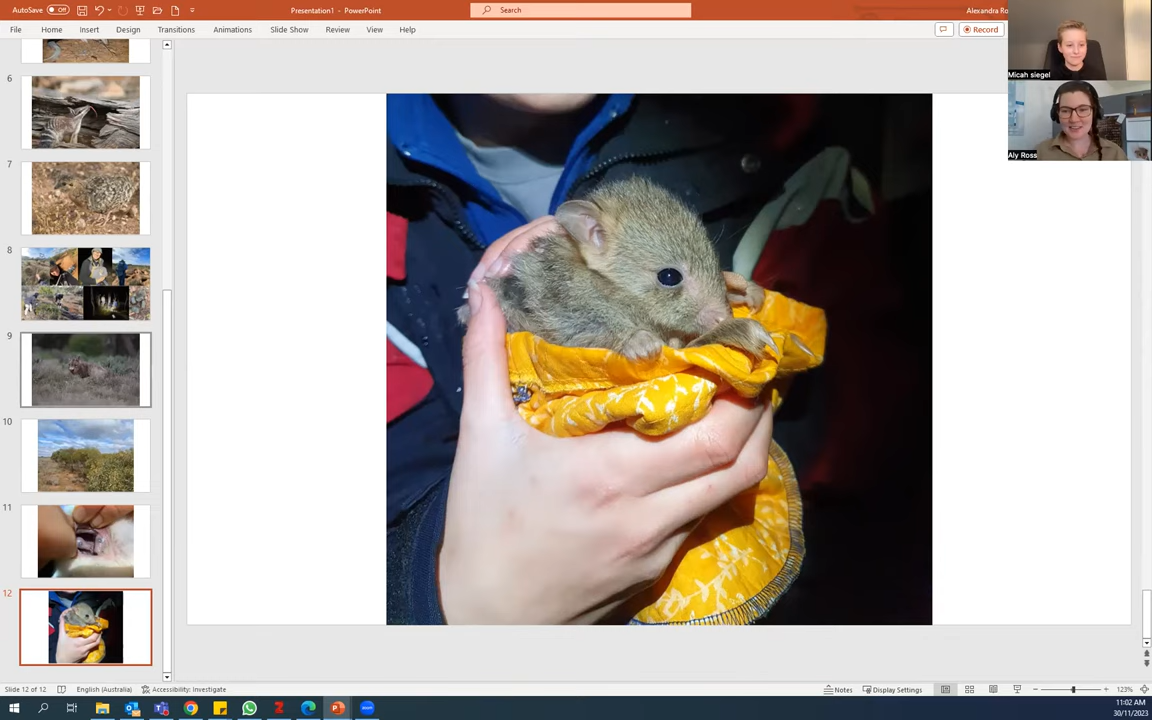 AutoSave Off
Presentation1 - PowerPoint
Search
Alexandra Ro
File Home Insert Design Transitions Animations Slide Show Review View Help
Record
Micah siegel
Aly Ross
6
7
8
9
10
11
12
Slide 12 of 12
English (Australia)
Accessibility: Investigate
Notes
Display Settings
123%
11:02 AM
30/11/2023